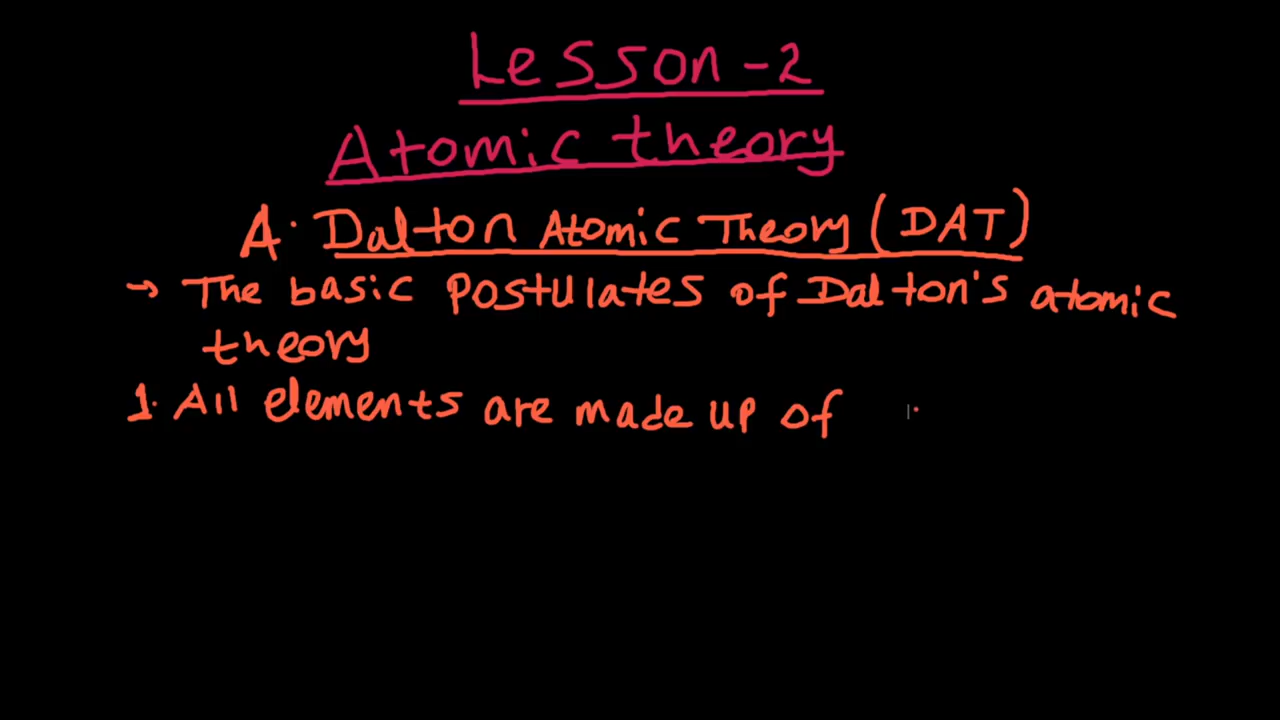 Lesson-2
Atomic theory
A. Dalton Atomic Theory (DAT)
→ The basic postulates of Dalton's atomic
theory
1. All elements are made up of